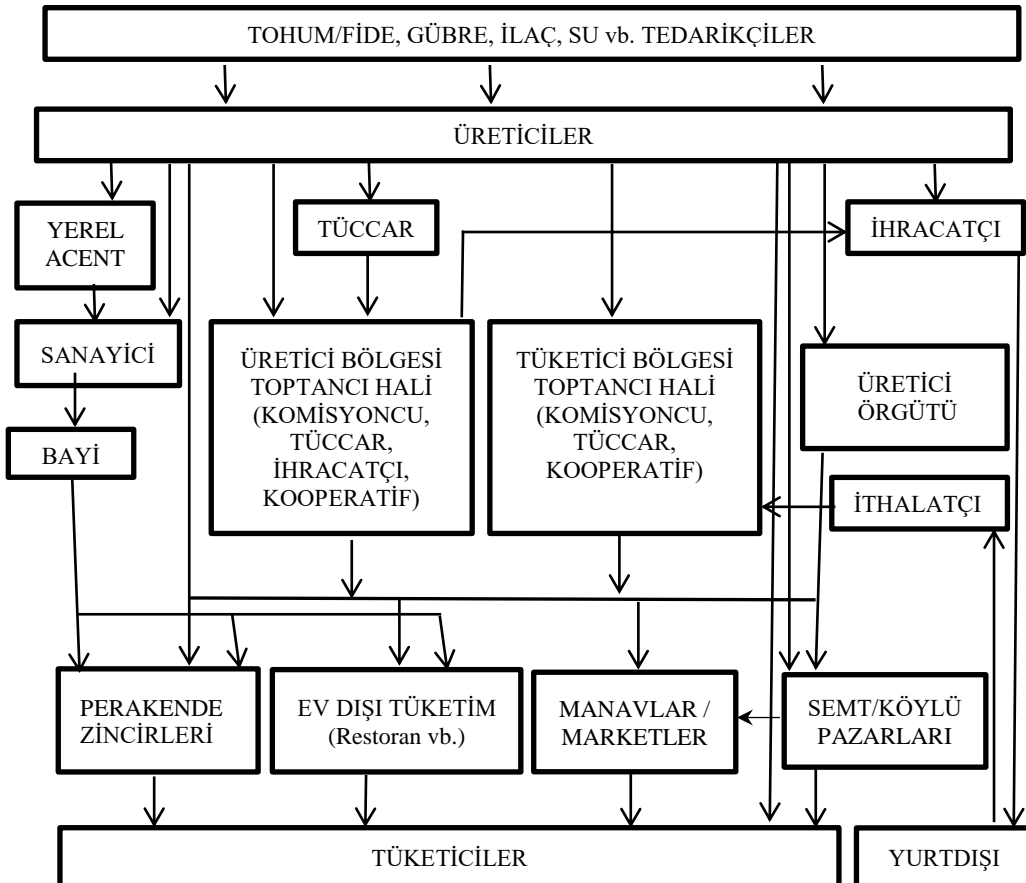 TOHUM/FİDE, GÜBRE, İLAÇ, SU vb. TEDARİKÇİLER
ÜRETİCİLER
YEREL
ACENT
TÜCCAR
İHRACATÇI
SANAYİCİ
ÜRETİCİ BÖLGESİ
TOPTANCI HALİ
(KOMİSYONCU,
TÜCCAR,
İHRACATÇI,
KOOPERATİF)
TÜKETİCİ BÖLGESİ
TOPTANCI HALİ
(KOMİSYONCU,
TÜCCAR,
KOOPERATİF)
ÜRETİCİ
ÖRGÜTÜ
BAYİ
İTHALATÇI
PERAKENDE
ZİNCİRLERİ
EV DIŞI TÜKETİM
(Restoran vb.)
MANAVLAR /
MARKETLER
SEMT/KÖYLÜ
PAZARLARI
TÜKETİCİLER
YURTDIŞI